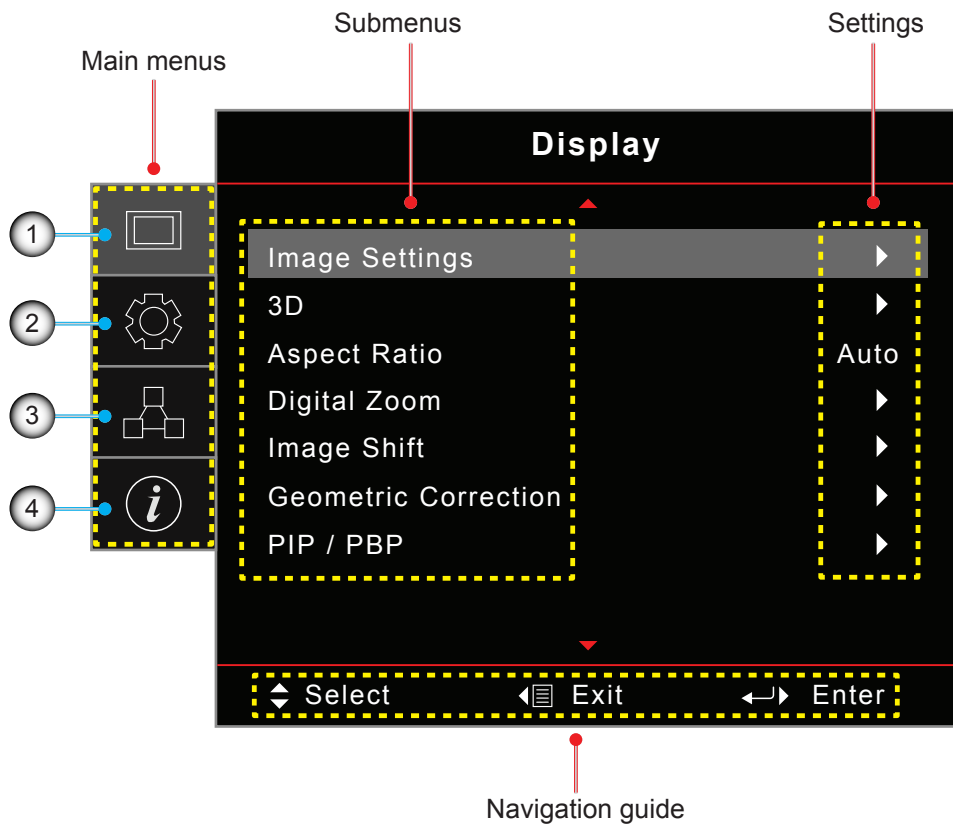 Submenus
Settings
Main menus
Display
1
2
3
4
Image Settings
3D
Aspect Ratio Auto
Digital Zoom
Image Shift
Geometric Correction
PIP / PBP
Select Exit Enter
Navigation guide